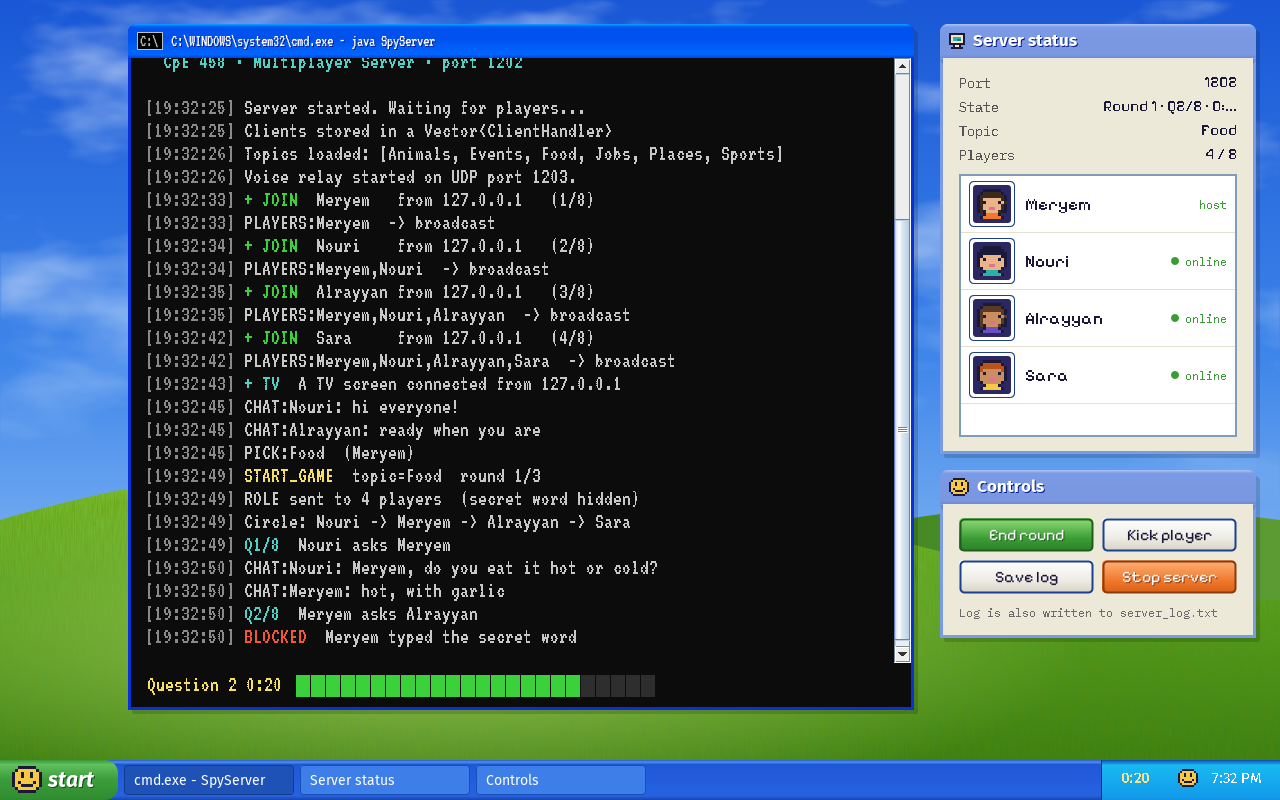 C:\ C:\WINDOWS\system32\cmd.exe - java SpyServer
CpE 458 · Multiplayer Server · port 1202
[19:32:25] Server started. Waiting for players...
[19:32:25] Clients stored in a Vector<ClientHandler>
[19:32:26] Topics loaded: [Animals, Events, Food, Jobs, Places, Sports]
[19:32:26] Voice relay started on UDP port 1203.
[19:32:33] + JOIN Meryem from 127.0.0.1 (1/8)
[19:32:33] PLAYERS:Meryem -> broadcast
[19:32:34] + JOIN Nouri from 127.0.0.1 (2/8)
[19:32:34] PLAYERS:Meryem,Nouri -> broadcast
[19:32:35] + JOIN Alrayyan from 127.0.0.1 (3/8)
[19:32:35] PLAYERS:Meryem,Nouri,Alrayyan -> broadcast
[19:32:42] + JOIN Sara from 127.0.0.1 (4/8)
[19:32:42] PLAYERS:Meryem,Nouri,Alrayyan,Sara -> broadcast
[19:32:43] + TV A TV screen connected from 127.0.0.1
[19:32:45] CHAT:Nouri: hi everyone!
[19:32:45] CHAT:Alrayyan: ready when you are
[19:32:45] PICK:Food (Meryem)
[19:32:49] START_GAME topic=Food round 1/3
[19:32:49] ROLE sent to 4 players (secret word hidden)
[19:32:49] Circle: Nouri -> Meryem -> Alrayyan -> Sara
[19:32:49] Q1/8 Nouri asks Meryem
[19:32:50] CHAT:Nouri: Meryem, do you eat it hot or cold?
[19:32:50] CHAT:Meryem: hot, with garlic
[19:32:50] Q2/8 Meryem asks Alrayyan
[19:32:50] BLOCKED Meryem typed the secret word
Question 2 0:20
Server status
Port 1202
State Round 1 · Q2/8 · 0:...
Topic Food
Players 4 / 8
Meryem host
Nouri online
Alrayyan online
Sara online
Controls
End round Kick player
Save log Stop server
Log is also written to server_log.txt
start cmd.exe - SpyServer Server status Controls 0:20 7:32 PM